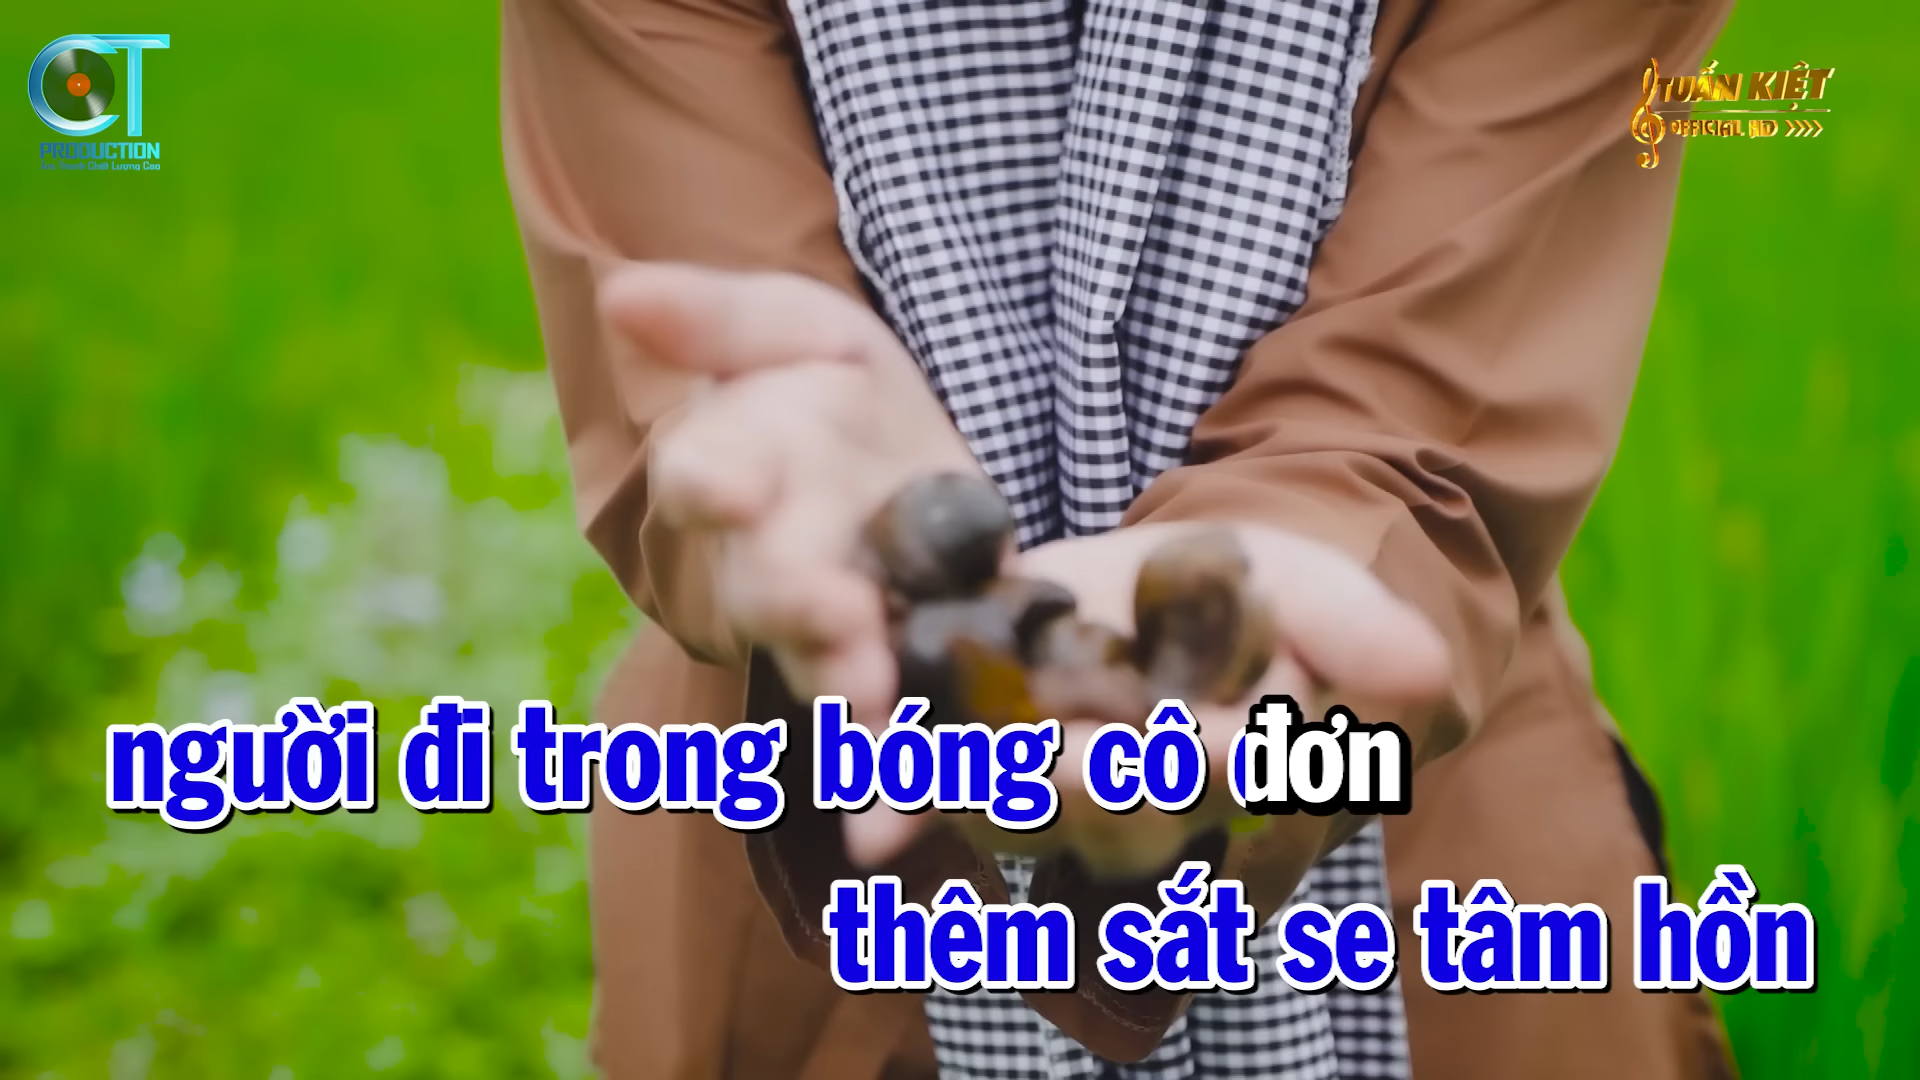 CT
PRODUCTION
TUẤN KIỆT
OFFICIAL HD
người đi trong bóng cô đơn
thêm sắt se tâm hồn